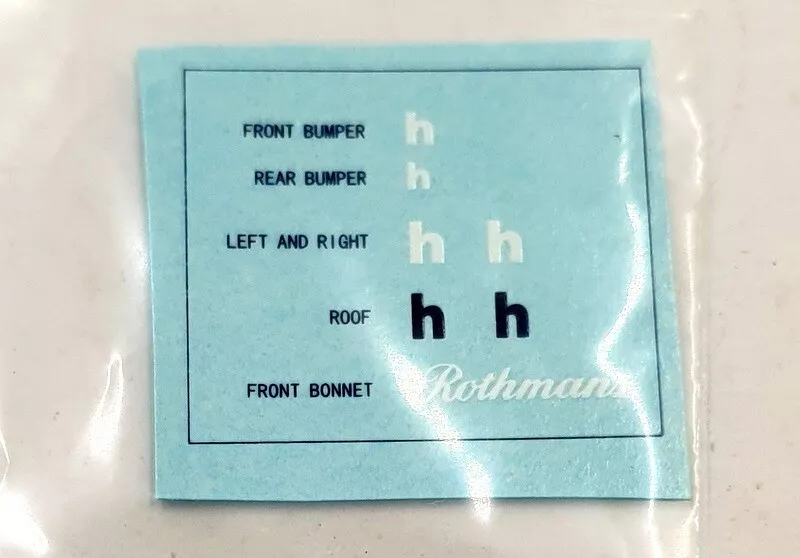 FRONT BUMPER h
REAR BUMPER h
LEFT AND RIGHT h h
ROOF h h
FRONT BONNET Rothmans